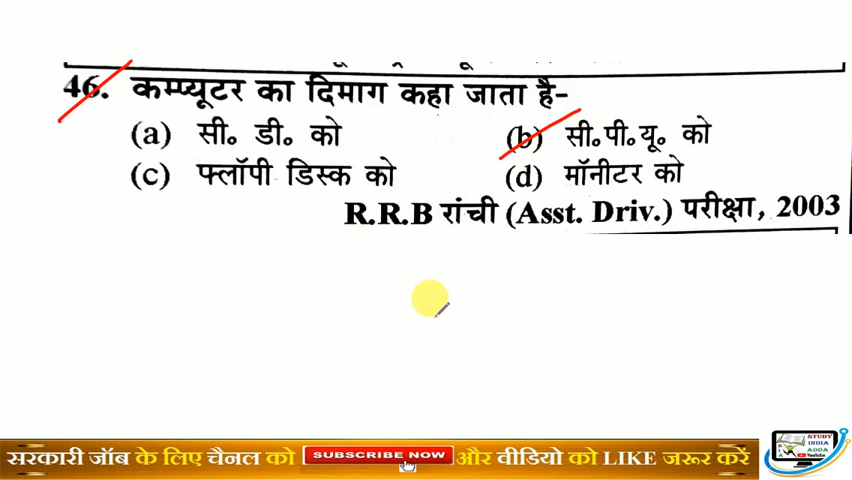 46. कम्प्यूटर का दिमाग कहा जाता है-
(a) सी॰ डी॰ को (b) सी॰पी॰यू॰ को
(c) फ्लॉपी डिस्क को (d) मॉनीटर को
R.R.B रांची (Asst. Driv.) परीक्षा, 2003
सरकारी जॉब के लिए चैनल को SUBSCRIBE NOW और वीडियो को LIKE जरूर करें
STUDY
INDIA
ADDA
YouTube